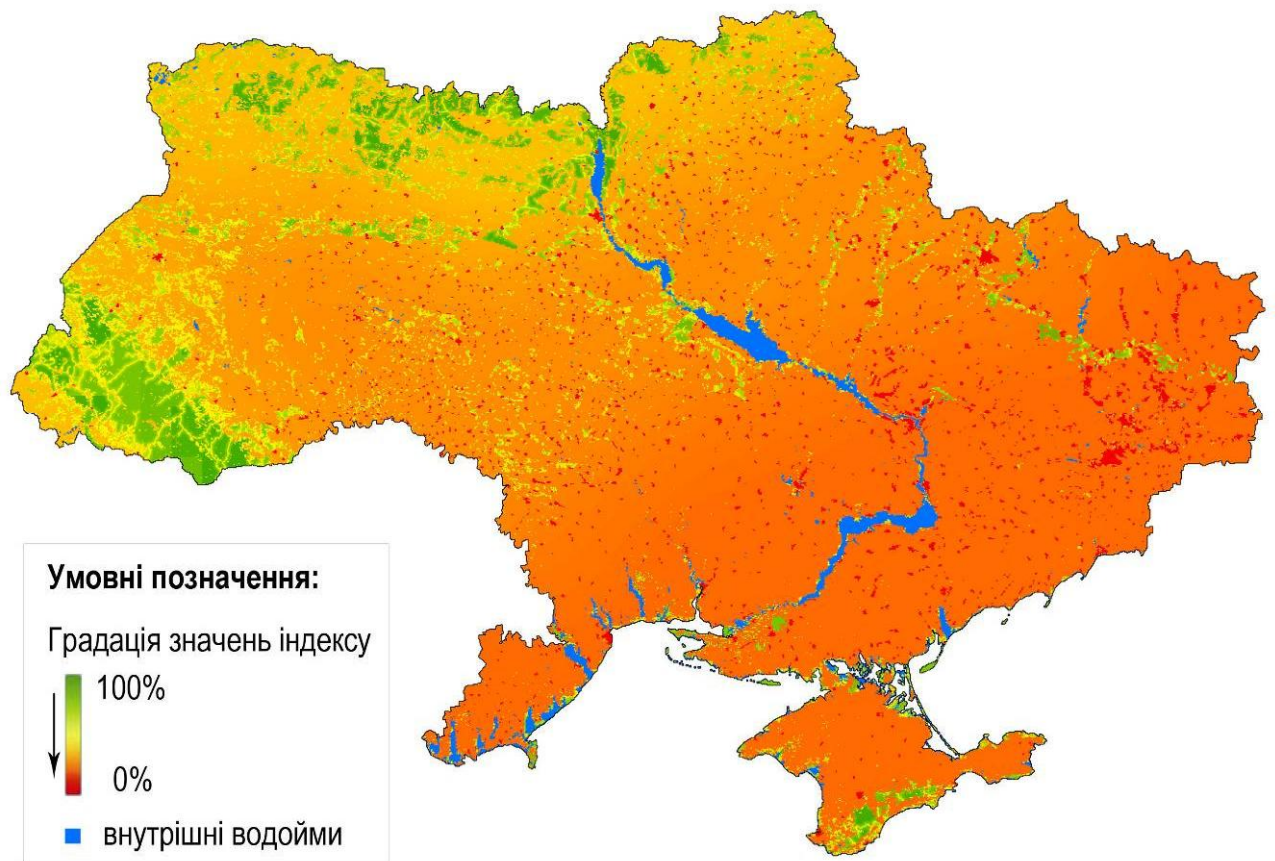 Умовні позначення:
Градація значень індексу
100%
0%
внутрішні водойми